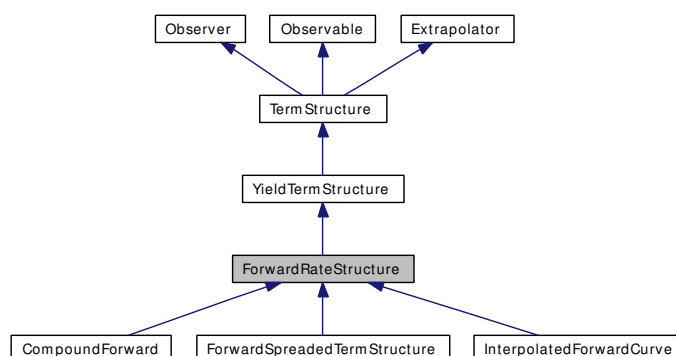 Observer Observable Extrapolator
TermStructure
YieldTermStructure
ForwardRateStructure
CompoundForward ForwardSpreadedTermStructure InterpolatedForwardCurve